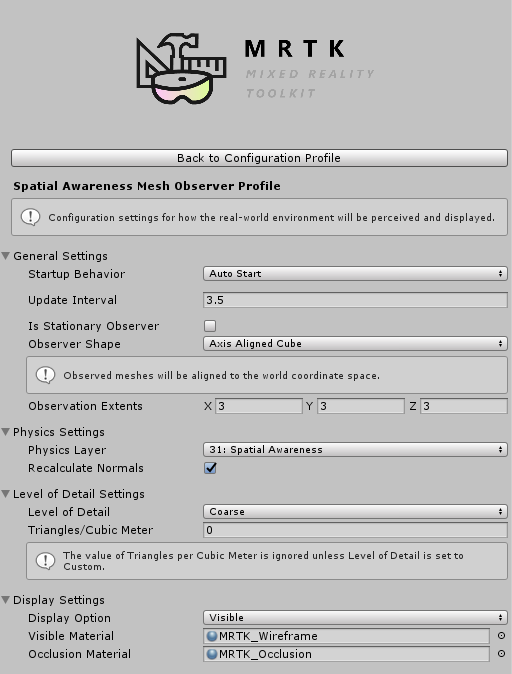 MRTK
MIXED REALITY
TOOLKIT
Back to Configuration Profile
Spatial Awareness Mesh Observer Profile
Configuration settings for how the real-world environment will be perceived and displayed.
General Settings
Startup Behavior Auto Start
Update Interval 3.5
Is Stationary Observer
Observer Shape Axis Aligned Cube
Observed meshes will be aligned to the world coordinate space.
Observation Extents X 3 Y 3 Z 3
Physics Settings
Physics Layer 31: Spatial Awareness
Recalculate Normals
Level of Detail Settings
Level of Detail Coarse
Triangles/Cubic Meter 0
The value of Triangles per Cubic Meter is ignored unless Level of Detail is set to
Custom.
Display Settings
Display Option Visible
Visible Material MRTK_Wireframe
Occlusion Material MRTK_Occlusion